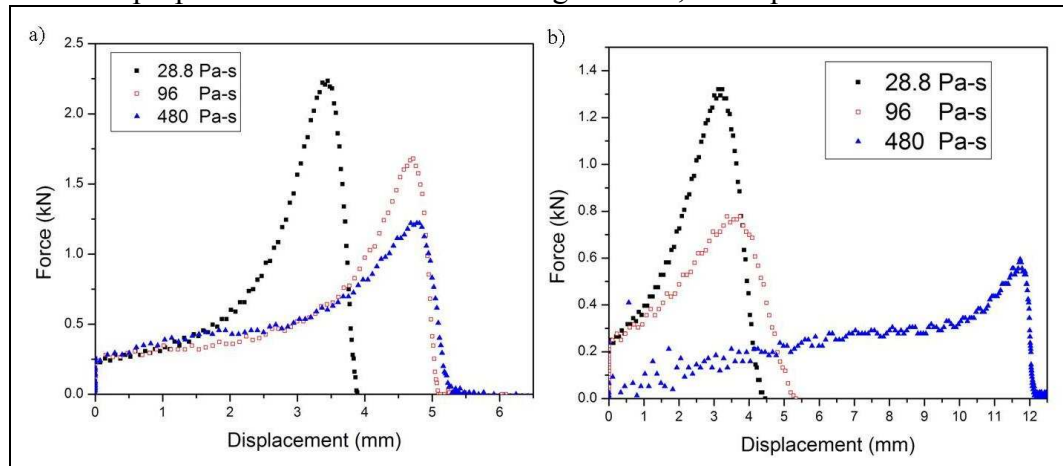 a)
2.5
2.0
1.5
1.0
0.5
0.0
Force (kN)
28.8 Pa-s
96 Pa-s
480 Pa-s
0 1 2 3 4 5 6
Displacement (mm)
b)
1.4
1.2
1.0
0.8
0.6
0.4
0.2
0.0
Force (kN)
28.8 Pa-s
96 Pa-s
480 Pa-s
0 1 2 3 4 5 6 7 8 9 10 11 12
Displacement (mm)